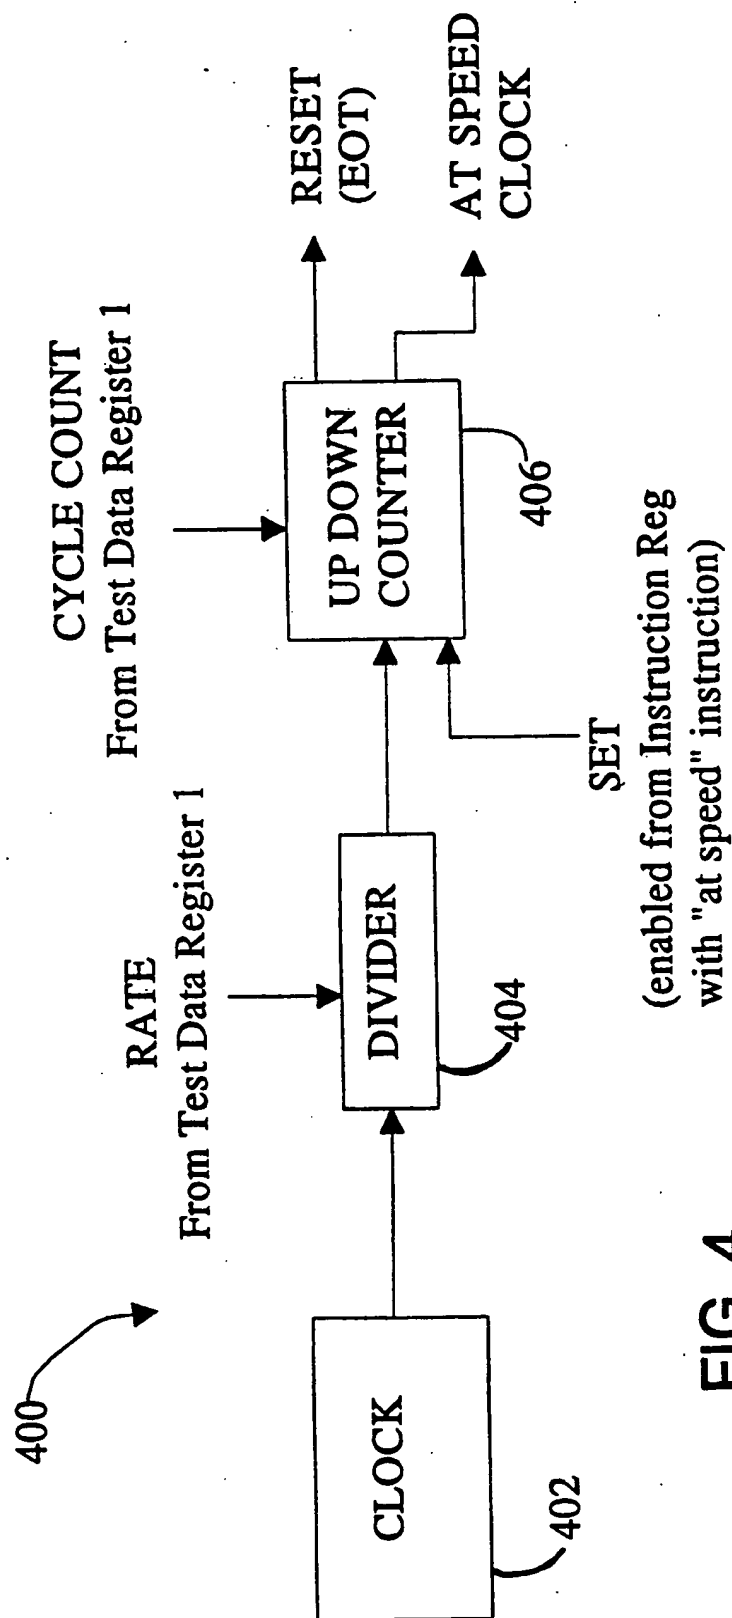 400
CYCLE COUNT
From Test Data Register 1
RATE
From Test Data Register 1
RESET
(EOT)
CLOCK
DIVIDER
UP DOWN
COUNTER
AT SPEED
CLOCK
402
404
406
SET
(enabled from Instruction Reg
with "at speed" instruction)
FIG. 4